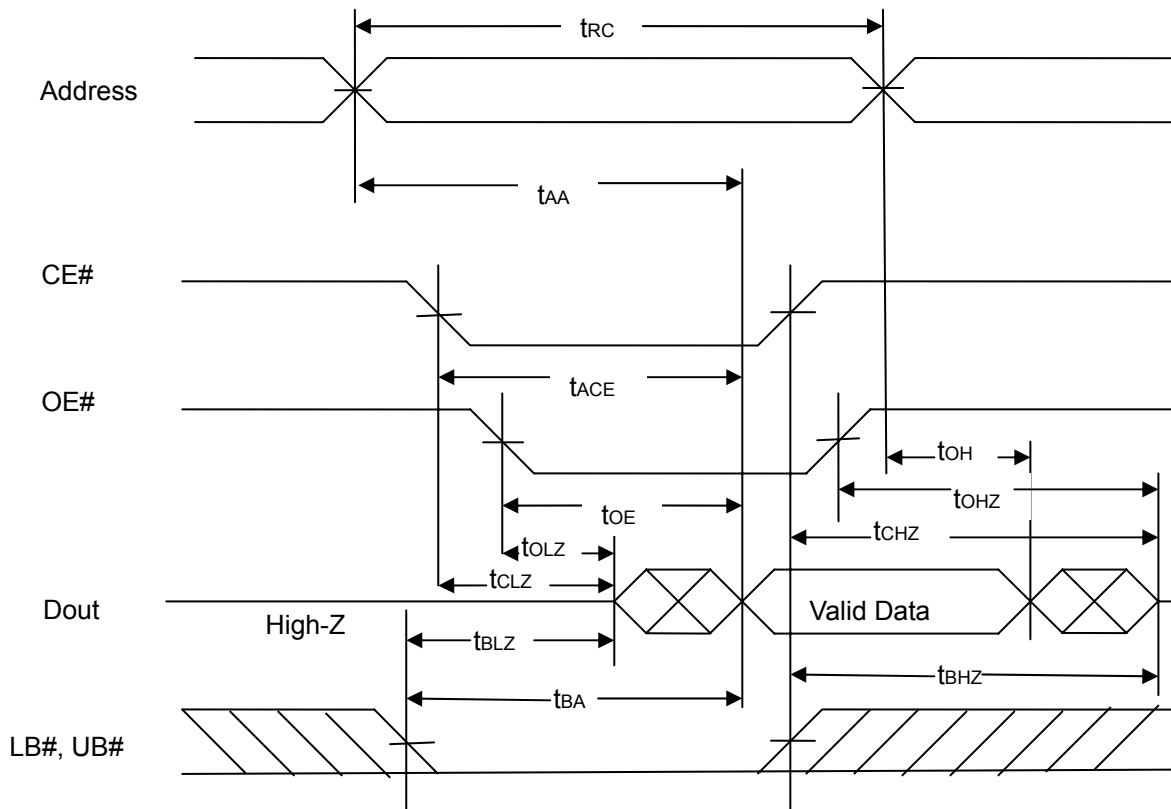 tRC
Address
tAA
CE#
tACE
OE#
tOH
tOHZ
tOE
tCHZ
tOLZ
tCLZ
Dout
High-Z
Valid Data
tBLZ
tBHZ
tBA
LB#, UB#